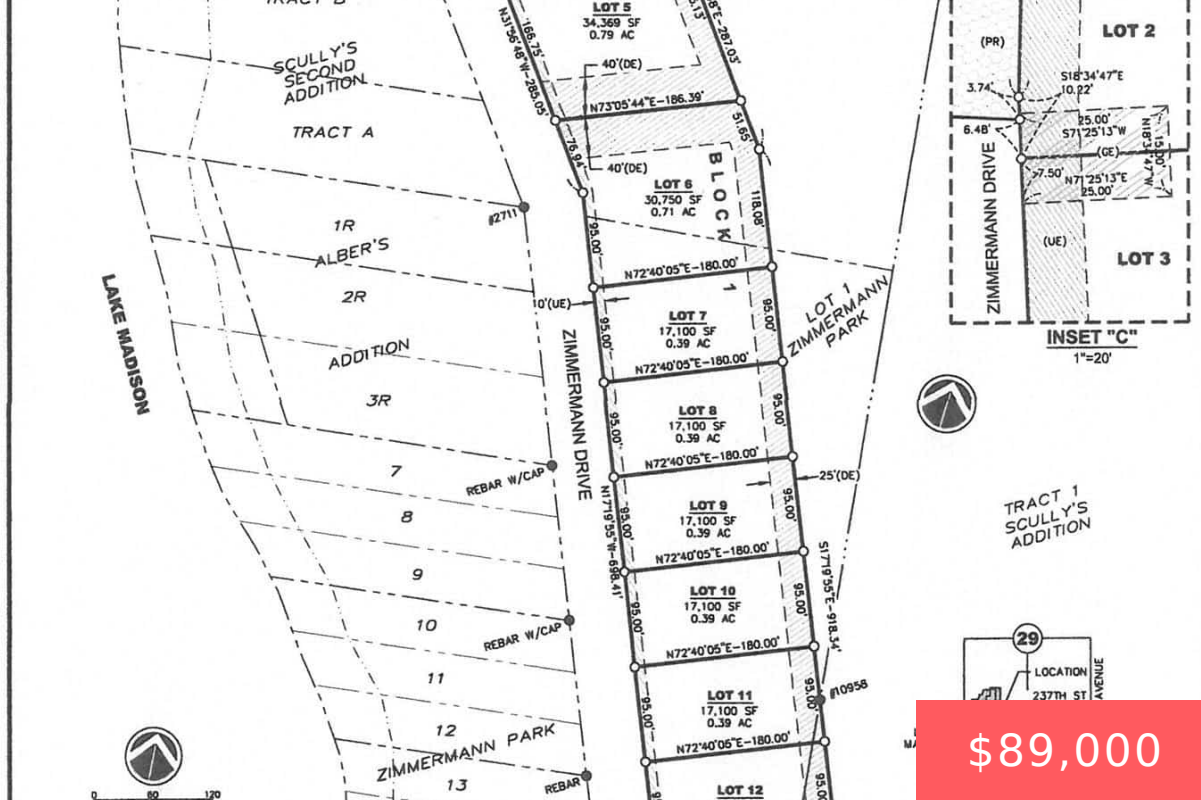 TRACT B
SCULLY'S
SECOND
ADDITION
TRACT A
1R
ALBER'S
2R
ADDITION
3R
7
8
9
10
11
12
ZIMMERMANN PARK
13
LAKE MADISON
#2711
REBAR W/CAP
REBAR W/CAP
REBAR
0 60 120
ZIMMERMANN DRIVE
N31°56'48"W-285.05'
166.75'
LOT 5
34,369 SF
0.79 AC
287.03'
40'(DE)
N73°05'44"E-186.39'
51.65'
76.94'
40'(DE)
BLOCK
1
LOT 6
30,750 SF
0.71 AC
118.08'
95.00'
N72°40'05"E-180.00'
10'(UE)
LOT 7
17,100 SF
0.39 AC
95.00'
95.00'
N72°40'05"E-180.00'
LOT 1
ZIMMERMANN
PARK
LOT 8
17,100 SF
0.39 AC
95.00'
95.00'
N72°40'05"E-180.00'
25'(DE)
LOT 9
17,100 SF
0.39 AC
95.00'
95.00'
N17°19'55"W-698.41'
N72°40'05"E-180.00'
S17°19'55"E-918.34'
LOT 10
17,100 SF
0.39 AC
95.00'
95.00'
N72°40'05"E-180.00'
#10958
LOT 11
17,100 SF
0.39 AC
95.00'
95.00'
N72°40'05"E-180.00'
LOT 12
95.00'
(PR)
LOT 2
S18°34'47"E
10.22'
3.74'
6.48'
25.00'
S71°25'13"W
(GE)
7.50'
N71°25'13"E
25.00'
N18°34'47"W
15.00'
ZIMMERMANN DRIVE
(UE)
LOT 3
INSET "C"
1"=20'
TRACT 1
SCULLY'S
ADDITION
29
LOCATION
237TH ST
AVENUE
$89,000